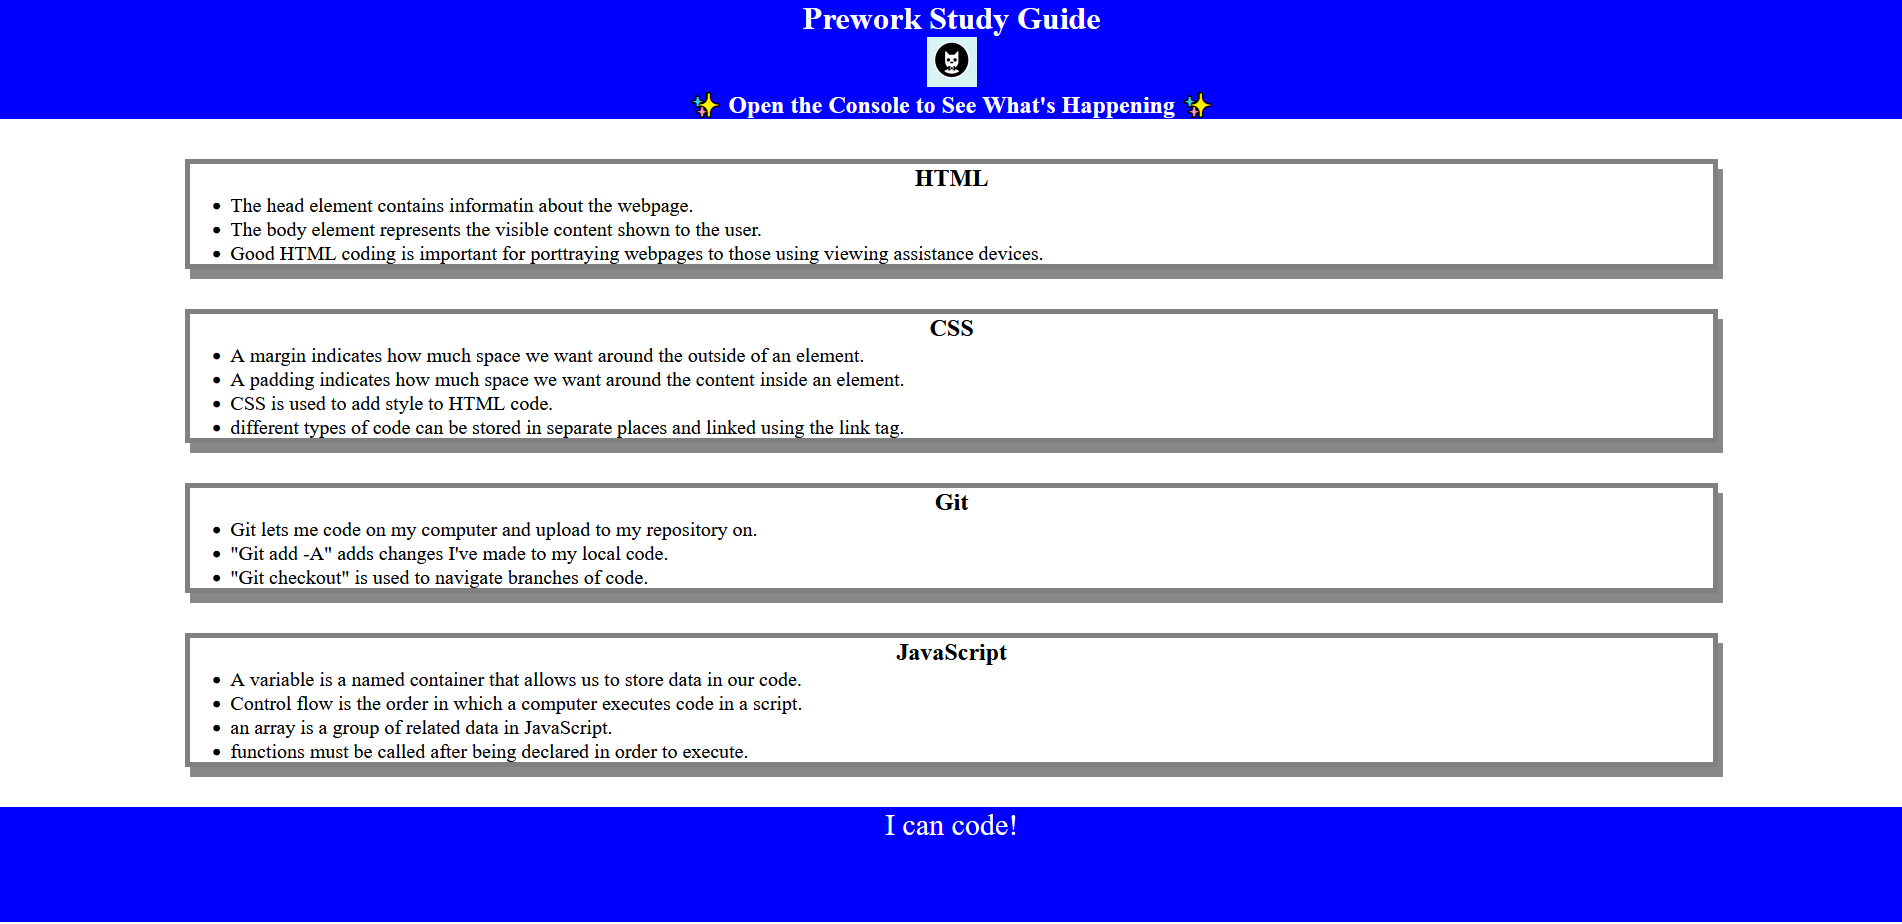 Prework Study Guide
✨ Open the Console to See What's Happening ✨
HTML
• The head element contains informatin about the webpage.
• The body element represents the visible content shown to the user.
• Good HTML coding is important for porttraying webpages to those using viewing assistance devices.
CSS
• A margin indicates how much space we want around the outside of an element.
• A padding indicates how much space we want around the content inside an element.
• CSS is used to add style to HTML code.
• different types of code can be stored in separate places and linked using the link tag.
Git
• Git lets me code on my computer and upload to my repository on.
• "Git add -A" adds changes I've made to my local code.
• "Git checkout" is used to navigate branches of code.
JavaScript
• A variable is a named container that allows us to store data in our code.
• Control flow is the order in which a computer executes code in a script.
• an array is a group of related data in JavaScript.
• functions must be called after being declared in order to execute.
I can code!